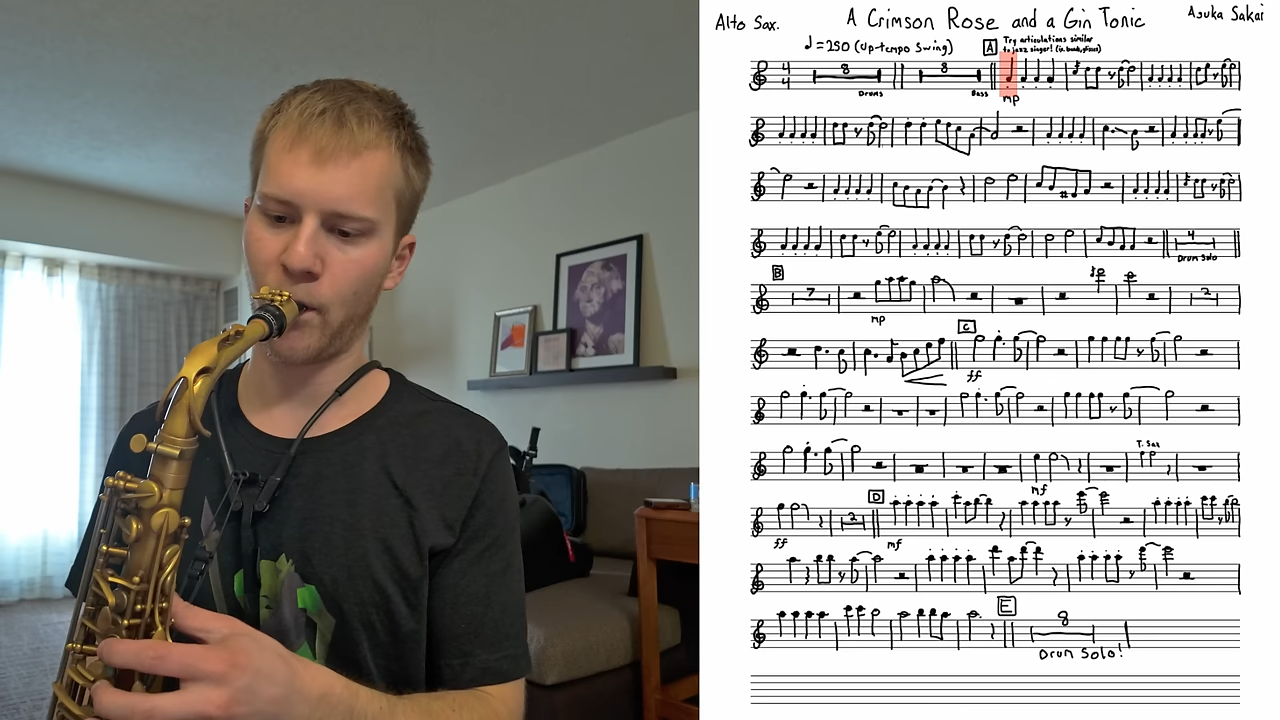 Alto Sax.
A Crimson Rose and a Gin Tonic
Asuka Sakai
♩=250 (Up-tempo Swing)
A
Try articulations similar
to jazz singer!
4
4
8
Drums
8
Bass
mp
4
Drum Solo
B
7
mp
2
C
ff
T. Sax
mf
ff
2
D
mf
E
8
Drum Solo!